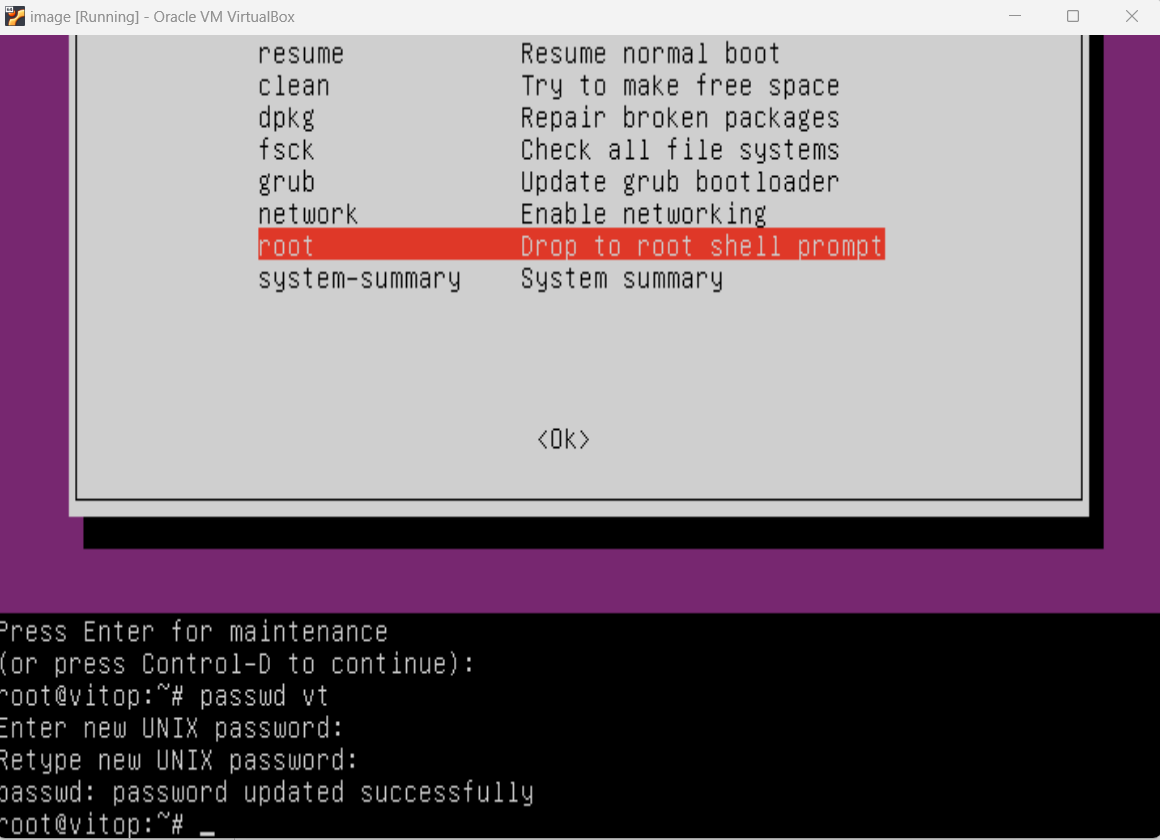 image [Running] - Oracle VM VirtualBox
resume Resume normal boot
clean Try to make free space
dpkg Repair broken packages
fsck Check all file systems
grub Update grub bootloader
network Enable networking
root Drop to root shell prompt
system-summary System summary
<Ok>
Press Enter for maintenance
(or press Control-D to continue):
root@vitop:~# passwd vt
Enter new UNIX password:
Retype new UNIX password:
passwd: password updated successfully
root@vitop:~# _